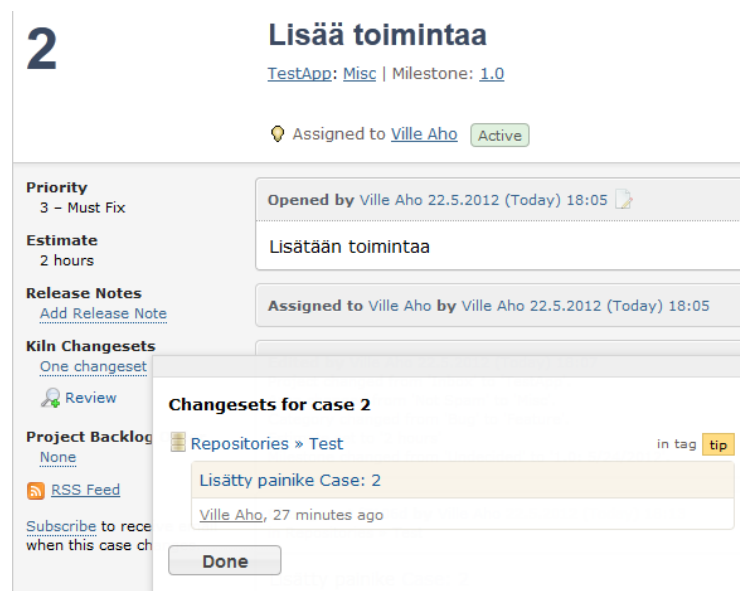 2
Lisää toimintaa
TestApp: Misc | Milestone: 1.0
Assigned to Ville Aho Active
Priority
3 – Must Fix
Estimate
2 hours
Release Notes
Add Release Note
Kiln Changesets
One changeset
Review
Project Backlog
None
RSS Feed
Subscribe to rece
when this case ch
Opened by Ville Aho 22.5.2012 (Today) 18:05
Lisätään toimintaa
Assigned to Ville Aho by Ville Aho 22.5.2012 (Today) 18:05
Changesets for case 2
Repositories » Test in tag tip
Lisätty painike Case: 2
Ville Aho, 27 minutes ago
Done